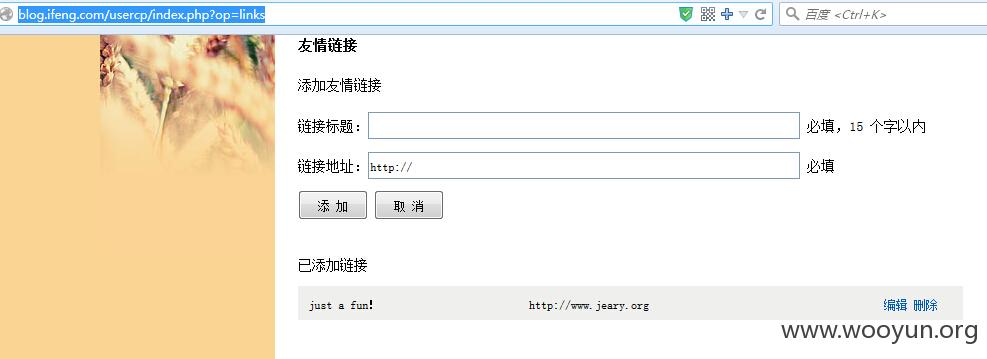 blog.ifeng.com/usercp/index.php?op=links
百度 <Ctrl+K>
友情链接
添加友情链接
链接标题： 必填，15 个字以内
链接地址： http:// 必填
添 加 取 消
已添加链接
just a fun! http://www.jeary.org 编辑 删除
www.wooyun.org